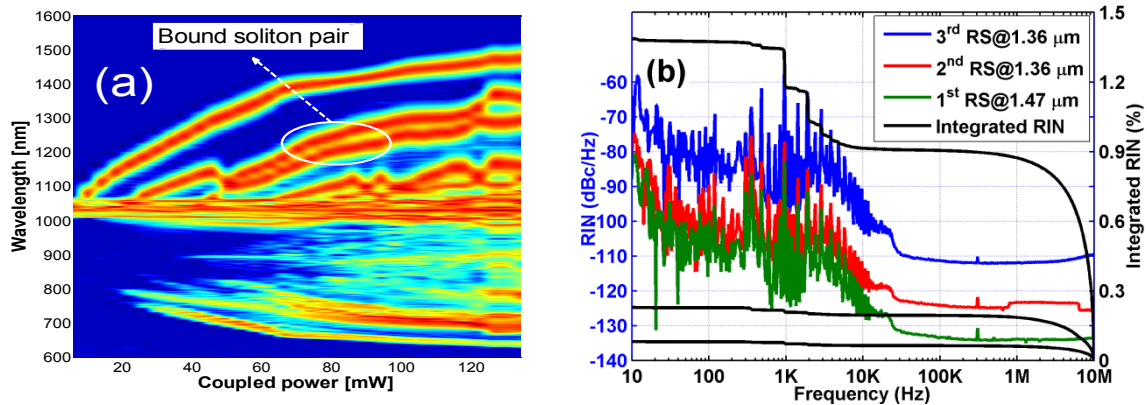 Bound soliton pair
(a)
Wavelength [nm]
1500
1400
1300
1200
1100
1000
900
800
700
600
20
40
60
80
100
120
Coupled power [mW]
(b)
3rd RS@1.36 μm
2nd RS@1.36 μm
1st RS@1.47 μm
Integrated RIN
RIN (dBc/Hz)
-60
-70
-80
-90
-100
-110
-120
-130
-140
10
100
1K
10K
100K
1M
10M
Frequency (Hz)
1.5
1.2
0.9
0.6
0.3
0
Integrated RIN (%)